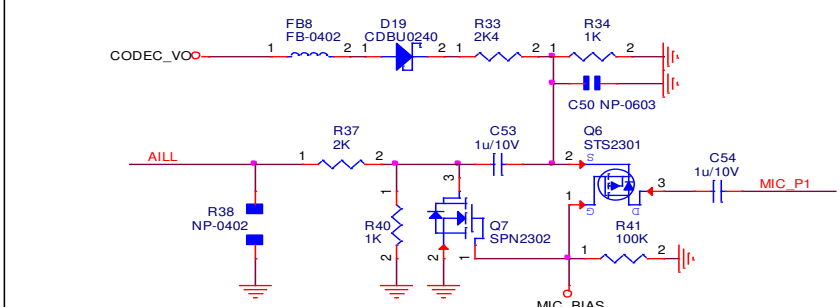 FB8
FB-0402
D19
CDBU0240
R33
2K4
R34
1K
CODEC_VO
1 2 1 2 1 2 1 2
C50 NP-0603
R37
2K
C53
1u/10V
Q6
STS2301
C54
1u/10V
AILL
1 2
2
S
3
MIC_P1
R38
NP-0402
1
R40
1K
2
3
Q7
SPN2302
2
1
1
G
D
R41
100K
1 2
MIC_BIAS